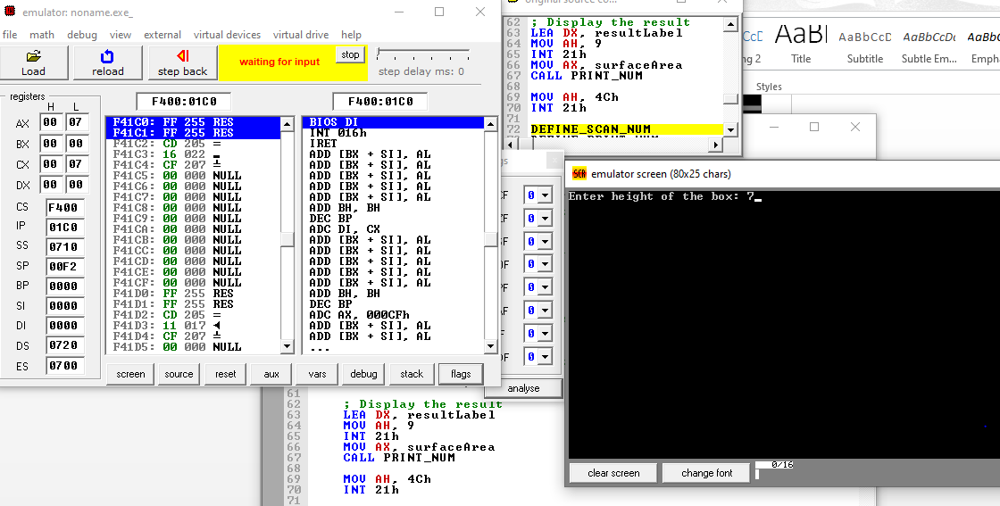 emulator: noname.exe_
file math debug view external virtual devices virtual drive help
Load
reload
step back
waiting for input
stop
step delay ms: 0
registers
H L
AX 00 07
BX 00 00
CX 00 07
DX 00 00
CS F400
IP 01C0
SS 0710
SP 00F2
BP 0000
SI 0000
DI 0000
DS 0720
ES 0700
F400:01C0
F41C0: FF 255 RES
F41C1: FF 255 RES
F41C2: CD 205 =
F41C3: 16 022 ▬
F41C4: CF 207 ╧
F41C5: 00 000 NULL
F41C6: 00 000 NULL
F41C7: 00 000 NULL
F41C8: 00 000 NULL
F41C9: 00 000 NULL
F41CA: 00 000 NULL
F41CB: 00 000 NULL
F41CC: 00 000 NULL
F41CD: 00 000 NULL
F41CE: 00 000 NULL
F41CF: 00 000 NULL
F41D0: FF 255 RES
F41D1: FF 255 RES
F41D2: CD 205 =
F41D3: 11 017 ◄
F41D4: CF 207 ╧
F41D5: 00 000 NULL
F400:01C0
BIOS DI
INT 016h
IRET
ADD [BX + SI], AL
ADD [BX + SI], AL
ADD [BX + SI], AL
ADD [BX + SI], AL
ADD [BX + SI], AL
ADD BH, BH
DEC BP
ADC DI, CX
ADD [BX + SI], AL
ADD [BX + SI], AL
ADD [BX + SI], AL
ADD [BX + SI], AL
ADD [BX + SI], AL
ADD BH, BH
DEC BP
ADC AX, 000CFh
ADD [BX + SI], AL
ADD [BX + SI], AL
...
screen source reset aux vars debug stack flags
original source co
62 ; Display the result
63 LEA DX, resultLabel
64 MOV AH, 9
65 INT 21h
66 MOV AX, surfaceArea
67 CALL PRINT_NUM
68
69 MOV AH, 4Ch
70 INT 21h
71
72 DEFINE_SCAN_NUM
gs
CF 0
ZF 0
SF 0
OF 0
PF 0
AF 0
F 0
DF 0
analyse
61
62 ; Display the result
63 LEA DX, resultLabel
64 MOV AH, 9
65 INT 21h
66 MOV AX, surfaceArea
67 CALL PRINT_NUM
68
69 MOV AH, 4Ch
70 INT 21h
71
AaBbCcD AaBbCcDc
ng 2 Title Subtitle Subtle Em... Empha
Styles
SCR emulator screen (80x25 chars)
Enter height of the box: 7_
clear screen
change font
0/16